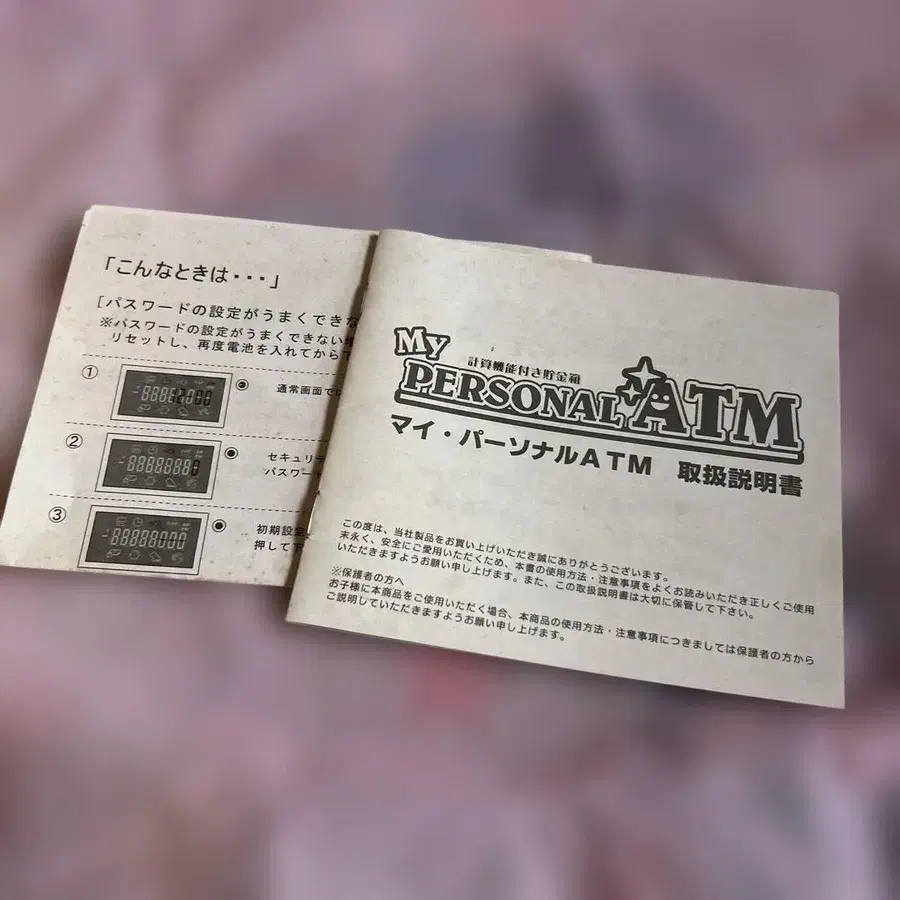 「こんなときは・・・」
[パスワードの設定がうまくできな
※パスワードの設定がうまくできない
リセットし、再度電池を入れてから
①
通常画面で
②
セキュリテ
パスワー
③
初期設定
押して下
My
計算機能付き貯金箱
PERSONAL ATM
マイ・パーソナルATM 取扱説明書
この度は、当社製品をお買い上げいただき誠にありがとうございます。
末永く、安全にご愛用いただくため、本書の使用方法・注意事項をよくお読みいただき正しくご使用
いただきますようお願い申し上げます。また、この取扱説明書は大切に保管して下さい。
※保護者の方へ
お子様に本商品をご使用いただく場合、本商品の使用方法・注意事項につきましては保護者の方から
ご説明していただきますようお願い申し上げます。